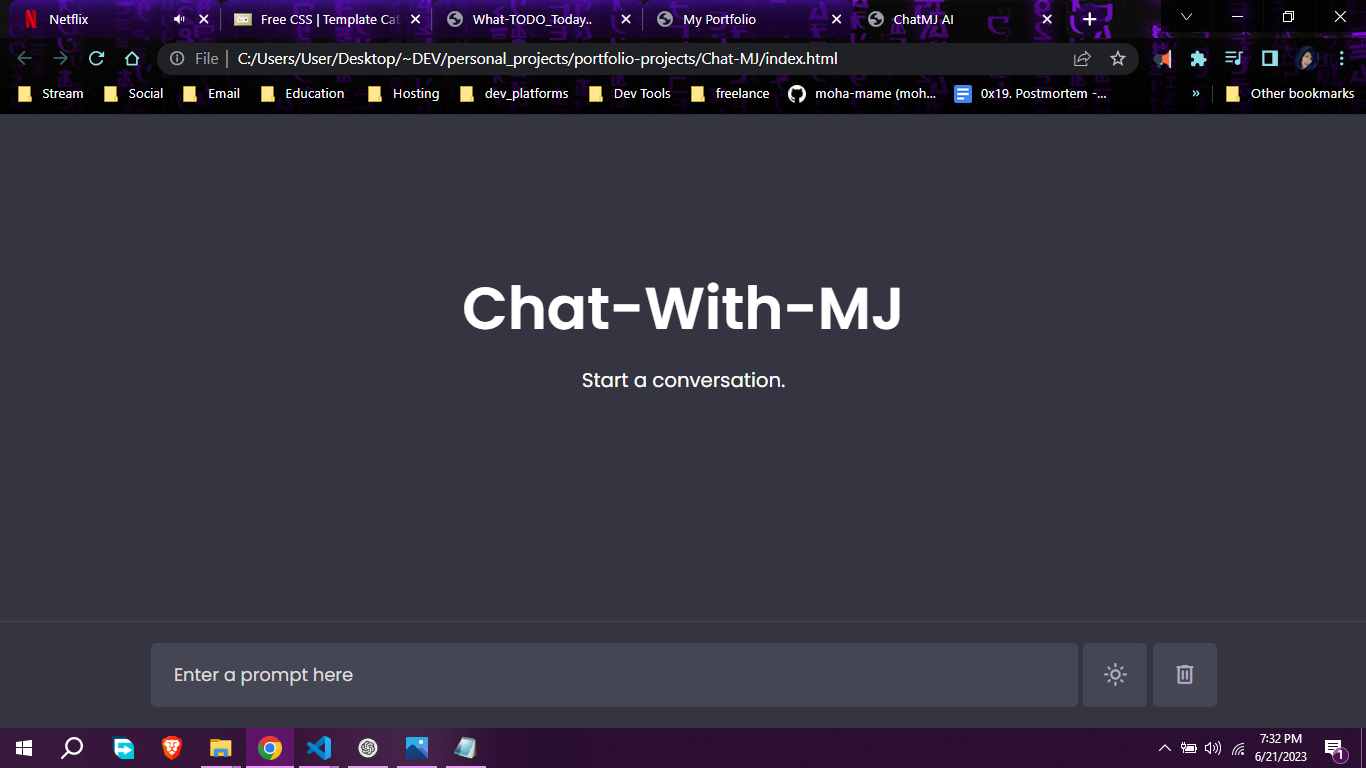 Netflix
Free CSS | Template Cat
What-TODO_Today..
My Portfolio
ChatMJ AI
File | C:/Users/User/Desktop/~DEV/personal_projects/portfolio-projects/Chat-MJ/index.html
Stream Social Email Education Hosting dev_platforms Dev Tools freelance moha-mame (moh... 0x19. Postmortem -... » Other bookmarks
Chat-With-MJ
Start a conversation.
Enter a prompt here
7:32 PM
6/21/2023
1